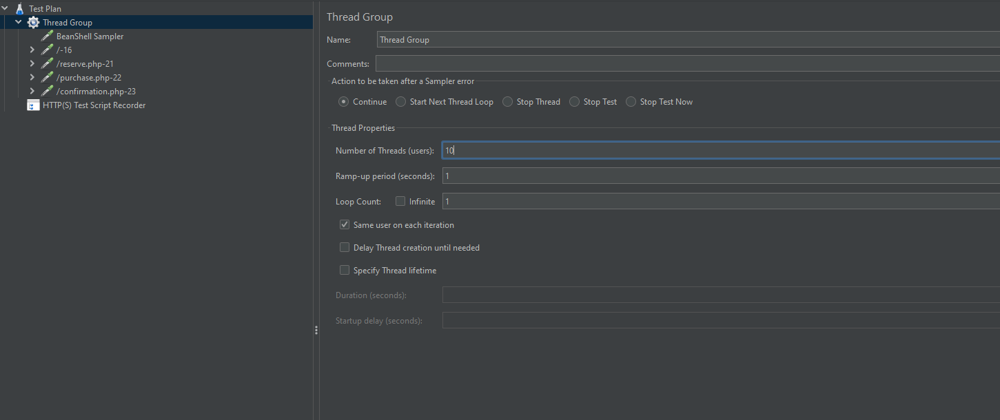 Test Plan
Thread Group
BeanShell Sampler
/-16
/reserve.php-21
/purchase.php-22
/confirmation.php-23
HTTP(S) Test Script Recorder
Thread Group
Name: Thread Group
Comments:
Action to be taken after a Sampler error
Continue Start Next Thread Loop Stop Thread Stop Test Stop Test Now
Thread Properties
Number of Threads (users): 10
Ramp-up period (seconds): 1
Loop Count: Infinite 1
Same user on each iteration
Delay Thread creation until needed
Specify Thread lifetime
Duration (seconds):
Startup delay (seconds):